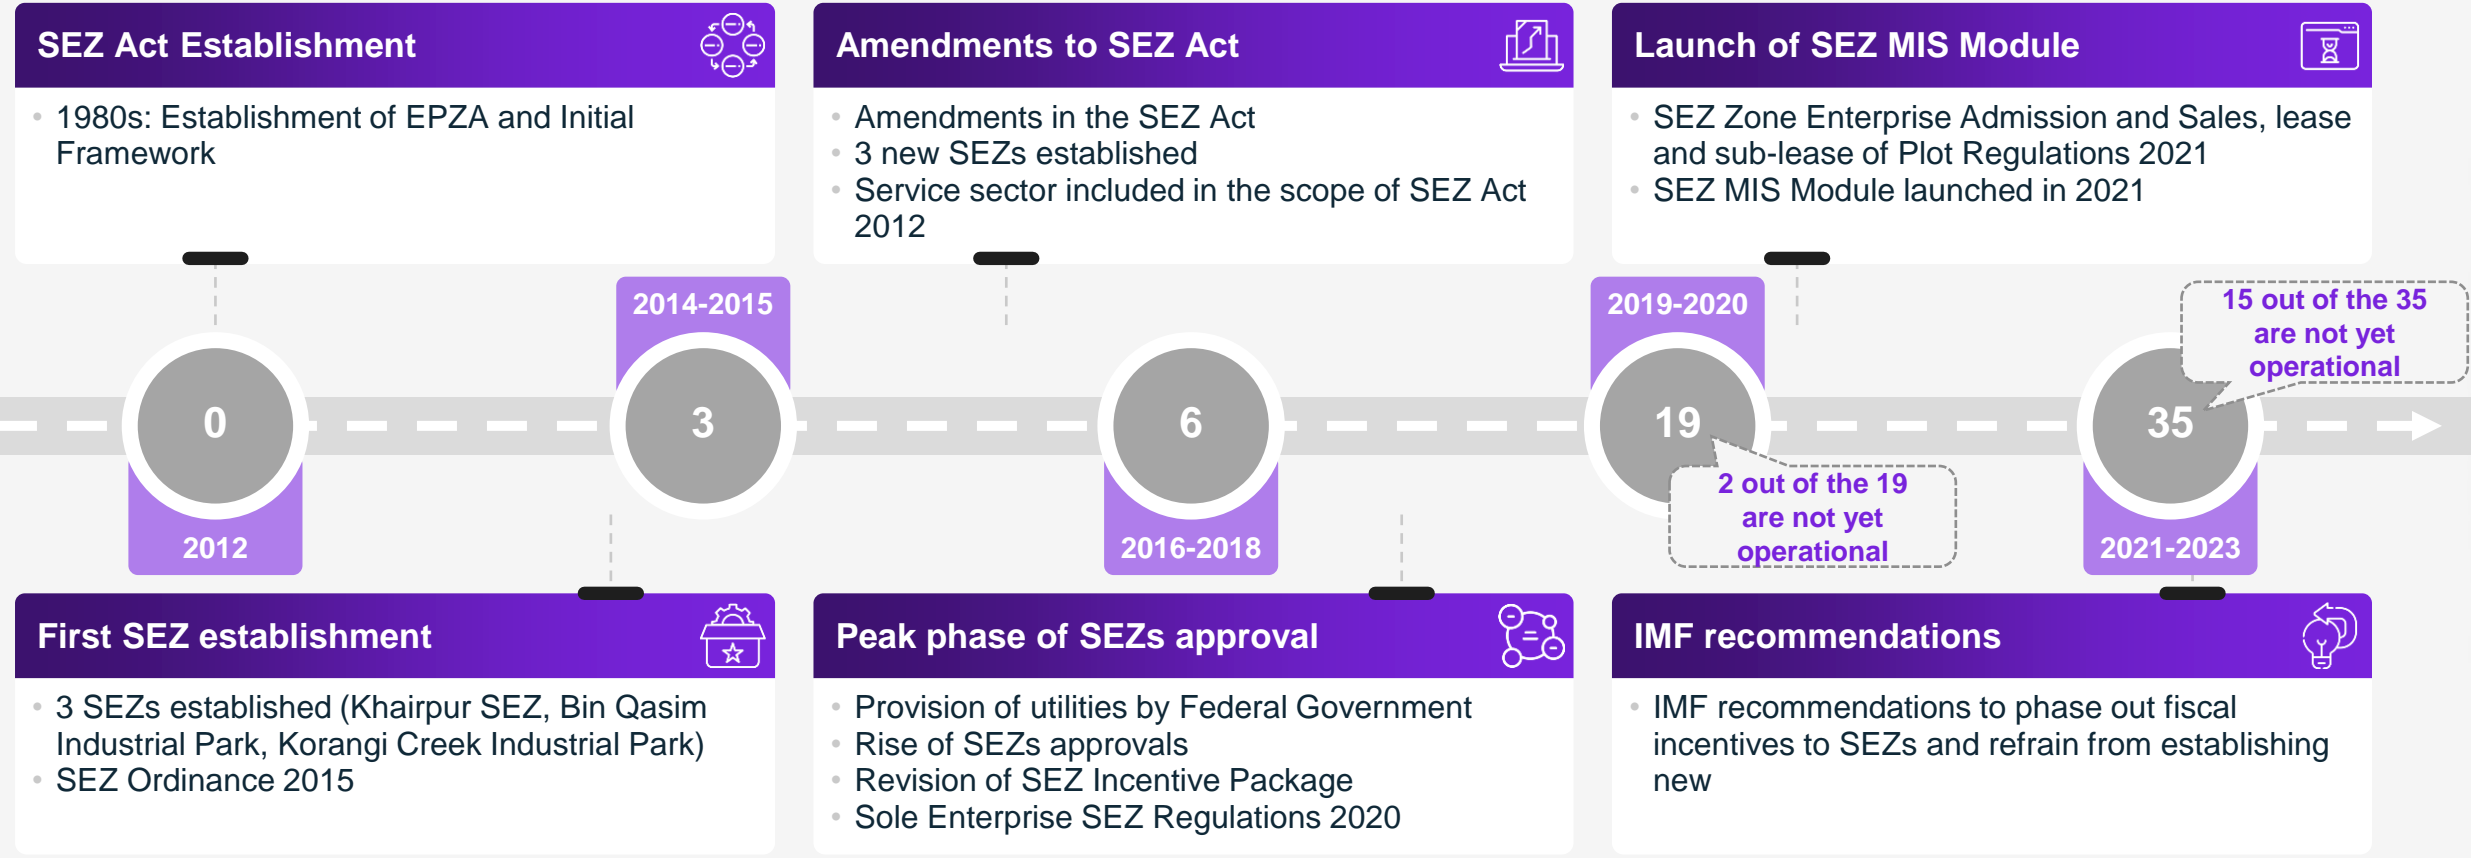 SEZ Act Establishment
• 1980s: Establishment of EPZA and Initial
Framework
Amendments to SEZ Act
• Amendments in the SEZ Act
• 3 new SEZs established
• Service sector included in the scope of SEZ Act
2012
Launch of SEZ MIS Module
• SEZ Zone Enterprise Admission and Sales, lease
and sub-lease of Plot Regulations 2021
• SEZ MIS Module launched in 2021
0
2012
2014-2015
3
6
2016-2018
2019-2020
19
2 out of the 19
are not yet
operational
15 out of the 35
are not yet
operational
35
2021-2023
First SEZ establishment
• 3 SEZs established (Khairpur SEZ, Bin Qasim
Industrial Park, Korangi Creek Industrial Park)
• SEZ Ordinance 2015
Peak phase of SEZs approval
• Provision of utilities by Federal Government
• Rise of SEZs approvals
• Revision of SEZ Incentive Package
• Sole Enterprise SEZ Regulations 2020
IMF recommendations
• IMF recommendations to phase out fiscal
incentives to SEZs and refrain from establishing
new